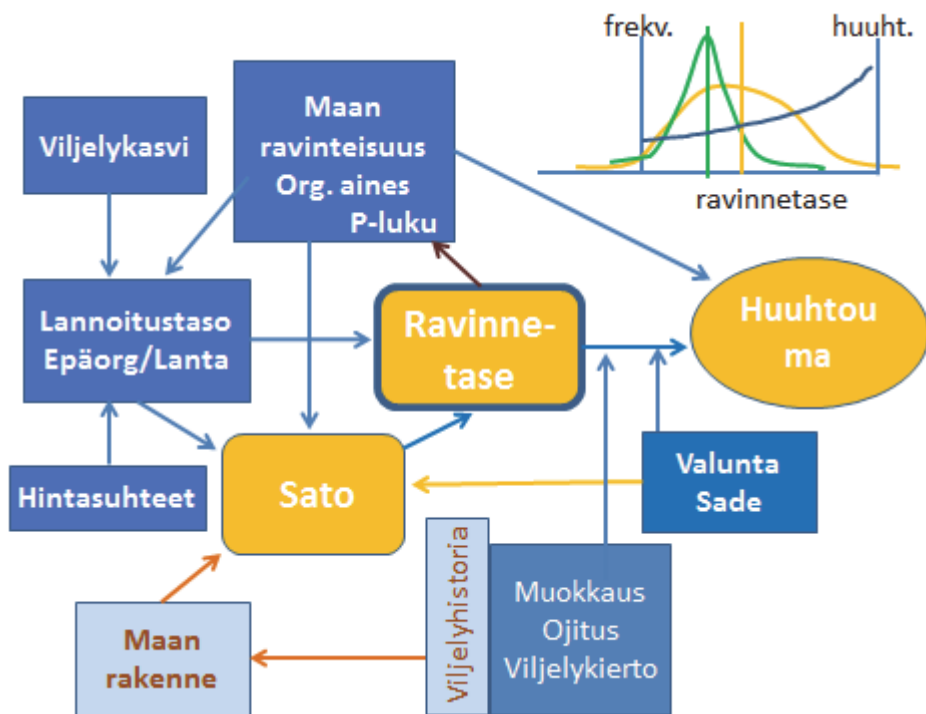 frekv.
huuht.
ravinnetase
Viljelykasvi
Maan
ravinteisuus
Org. aines
P-luku
Lannoitustaso
Epäorg/Lanta
Ravinne-
tase
Huuhtou
ma
Hintasuhteet
Sato
Valunta
Sade
Viljelyhistoria
Muokkaus
Ojitus
Viljelykierto
Maan
rakenne